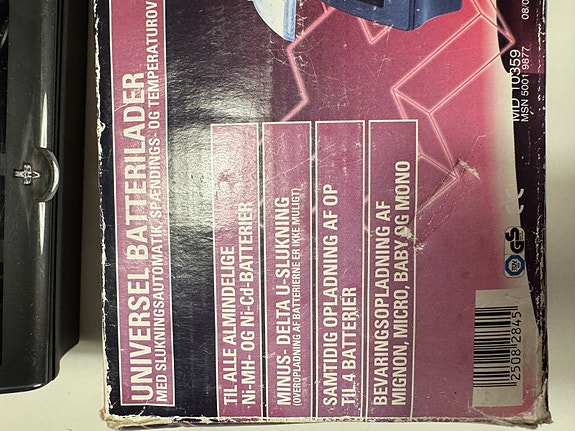 UNIVERSEL BATTERILADER
MED SLUKNINGSAUTOMATIK, SPÆNDINGS- OG TEMPERATUROV
TIL ALLE ALMINDELIGE
Ni-MH- OG Ni-Cd-BATTERIER
MINUS- DELTA U-SLUKNING
(OVEROPLADNING AF BATTERIERNE ER IKKE MULIGT)
SAMTIDIG OPLADNING AF OP
TIL 4 BATTERIER
BEVARINGSOPLADNING AF
MIGNON, MICRO, BABY OG MONO
MD 10359
MSN 5001 9877
08/0
GS